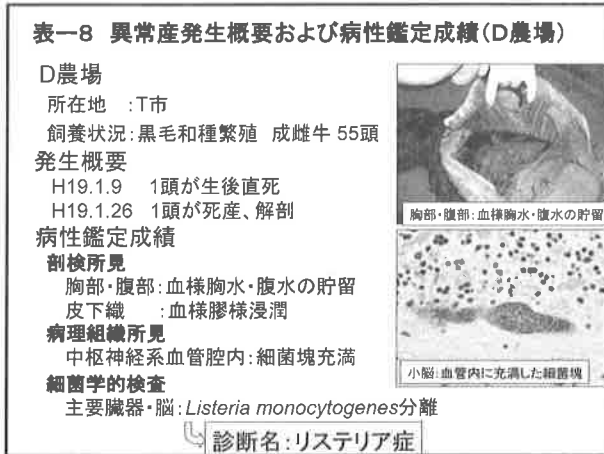 表ー8 異常産発生概要および病性鑑定成績(D農場)
D農場
所在地 :T市
飼養状況:黒毛和種繁殖 成雌牛 55頭
発生概要
H19.1.9 1頭が生後直死
H19.1.26 1頭が死産、解剖
病性鑑定成績
剖検所見
胸部・腹部:血様胸水・腹水の貯留
皮下織 :血様膠様浸潤
病理組織所見
中枢神経系血管腔内:細菌塊充満
細菌学的検査
主要臓器・脳:Listeria monocytogenes分離
診断名:リステリア症
胸部・腹部:血様胸水・腹水の貯留
小脳:血管内に充満した細菌塊